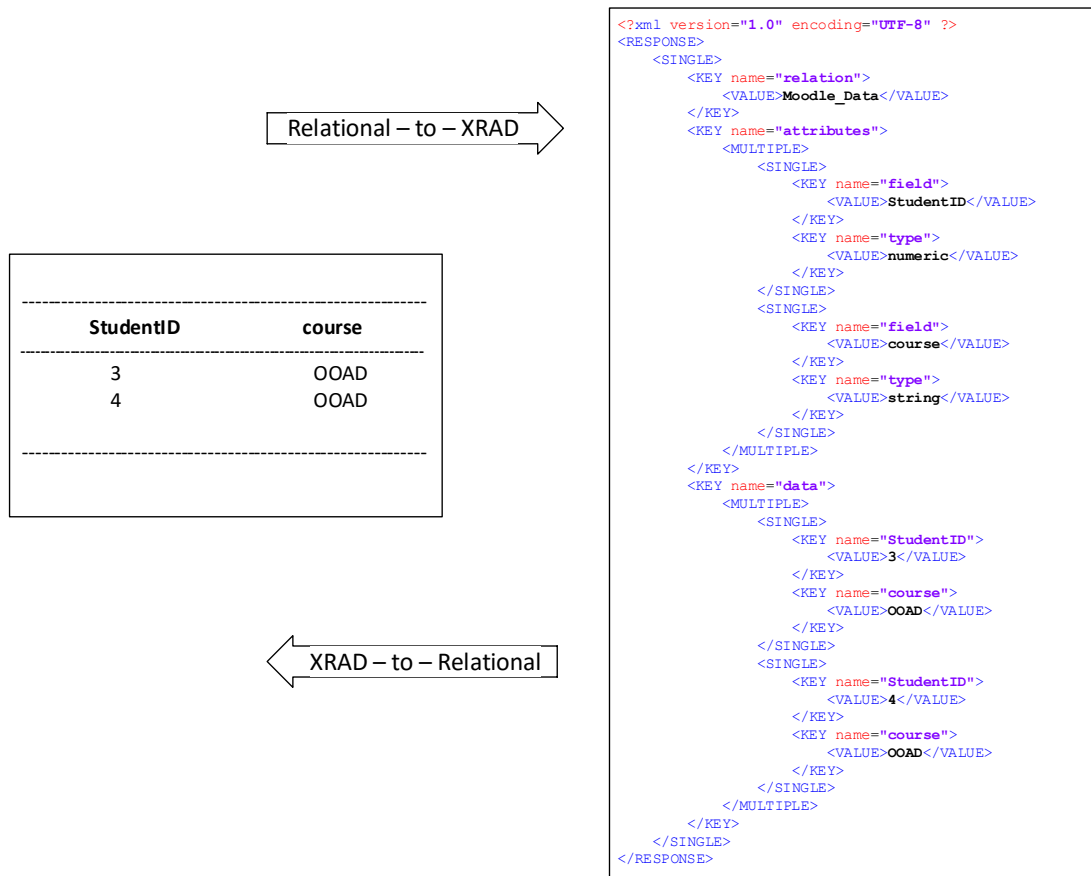 Relational – to – XRAD
------------------------------------------------------------------
StudentID course
------------------------------------------------------------------
3 OOAD
4 OOAD
------------------------------------------------------------------
XRAD – to – Relational
<?xml version="1.0" encoding="UTF-8" ?>
<RESPONSE>
    <SINGLE>
        <KEY name="relation">
            <VALUE>Moodle_Data</VALUE>
        </KEY>
        <KEY name="attributes">
            <MULTIPLE>
                <SINGLE>
                    <KEY name="field">
                        <VALUE>StudentID</VALUE>
                    </KEY>
                    <KEY name="type">
                        <VALUE>numeric</VALUE>
                    </KEY>
                </SINGLE>
                <SINGLE>
                    <KEY name="field">
                        <VALUE>course</VALUE>
                    </KEY>
                    <KEY name="type">
                        <VALUE>string</VALUE>
                    </KEY>
                </SINGLE>
            </MULTIPLE>
        </KEY>
        <KEY name="data">
            <MULTIPLE>
                <SINGLE>
                    <KEY name="StudentID">
                        <VALUE>3</VALUE>
                    </KEY>
                    <KEY name="course">
                        <VALUE>OOAD</VALUE>
                    </KEY>
                </SINGLE>
                <SINGLE>
                    <KEY name="StudentID">
                        <VALUE>4</VALUE>
                    </KEY>
                    <KEY name="course">
                        <VALUE>OOAD</VALUE>
                    </KEY>
                </SINGLE>
            </MULTIPLE>
        </KEY>
    </SINGLE>
</RESPONSE>